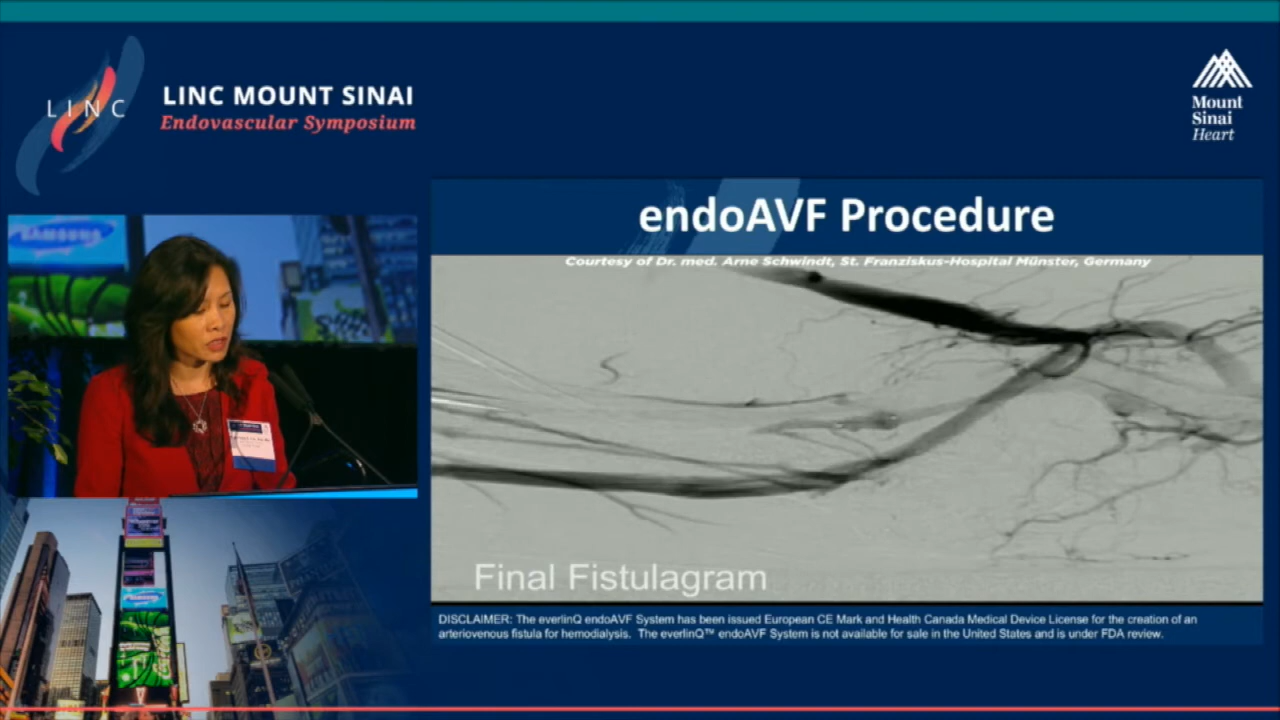 LINC
LINC MOUNT SINAI
Endovascular Symposium
Mount
Sinai
Heart
SAMSUNG
endoAVF Procedure
Courtesy of Dr. med. Arne Schwindt, St. Franziskus-Hospital Münster, Germany
Final Fistulagram
DISCLAIMER: The everlinQ endoAVF System has been issued European CE Mark and Health Canada Medical Device License for the creation of an
arteriovenous fistula for hemodialysis. The everlinQ™ endoAVF System is not available for sale in the United States and is under FDA review.